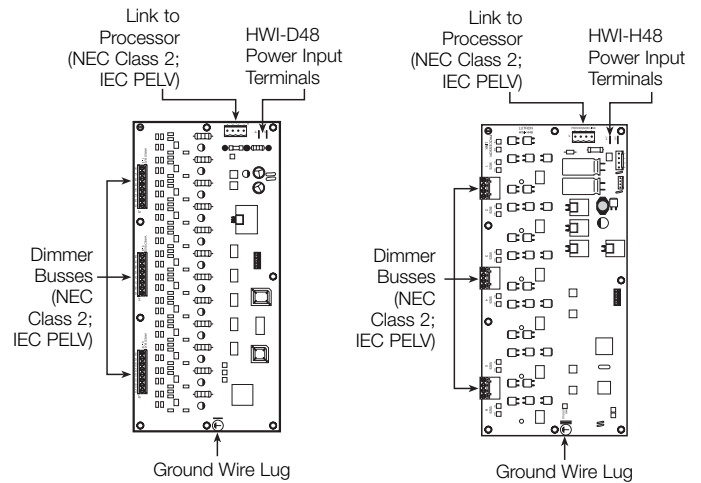 Link to
Processor
(NEC Class 2;
IEC PELV)
HWI-D48
Power Input
Terminals
Dimmer
Busses
(NEC
Class 2;
IEC PELV)
Ground Wire Lug
Link to
Processor
(NEC Class 2;
IEC PELV)
HWI-H48
Power Input
Terminals
LUTRON
Dimmer
Busses
(NEC
Class 2;
IEC PELV)
Ground Wire Lug